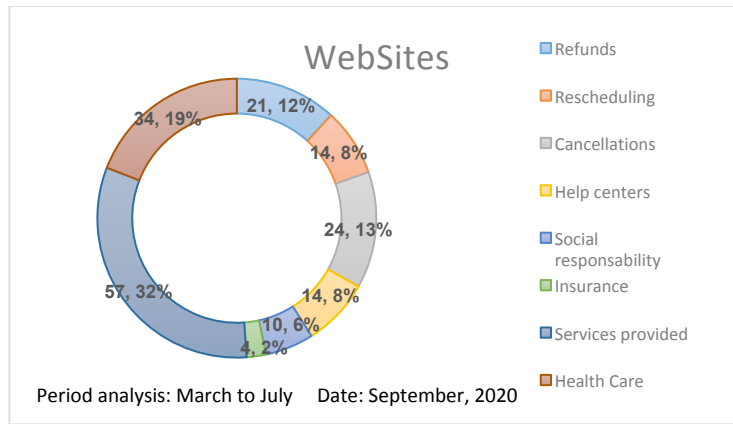 WebSites
21, 12%
14, 8%
24, 13%
14, 8%
10, 6%
4, 2%
57, 32%
34, 19%
Refunds
Rescheduling
Cancellations
Help centers
Social
responsability
Insurance
Services provided
Health Care
Period analysis: March to July Date: September, 2020